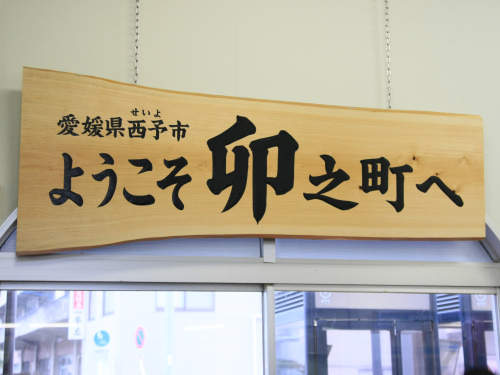 せいよ
愛媛県西予市
ようこそ卯之町へ